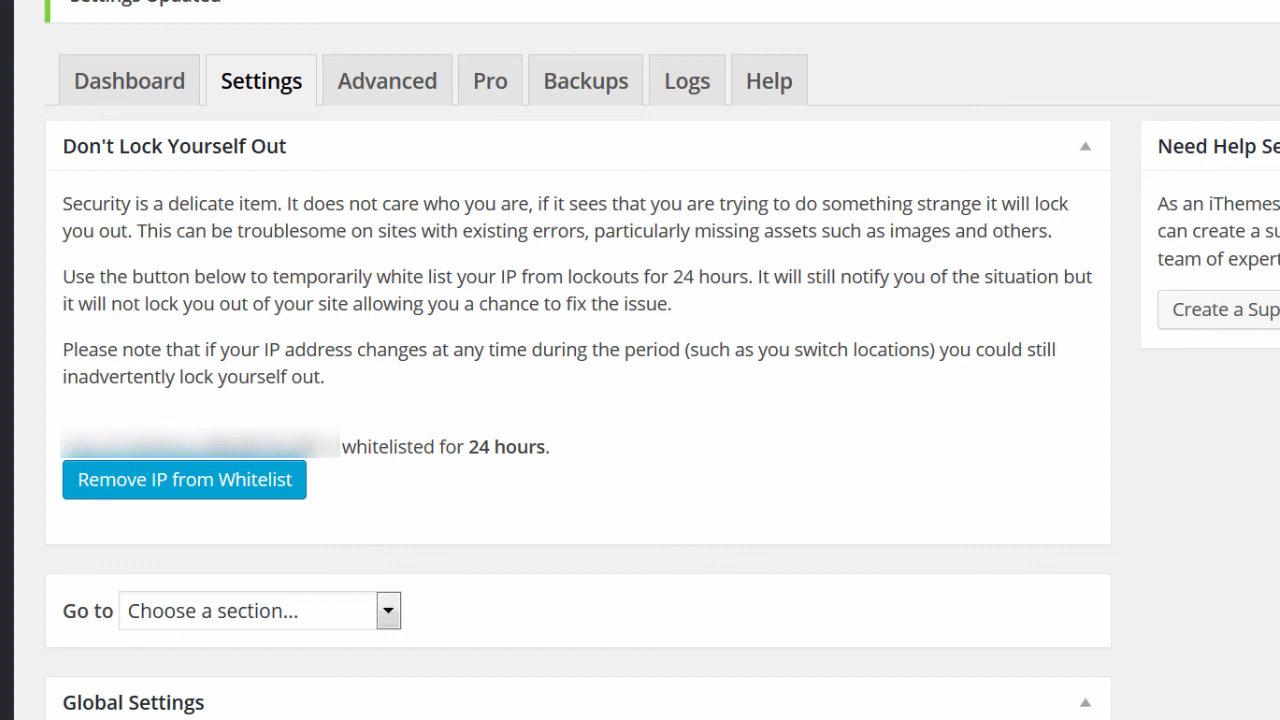 Settings Updated
Dashboard Settings Advanced Pro Backups Logs Help
Don't Lock Yourself Out
Security is a delicate item. It does not care who you are, if it sees that you are trying to do something strange it will lock
you out. This can be troublesome on sites with existing errors, particularly missing assets such as images and others.
Use the button below to temporarily white list your IP from lockouts for 24 hours. It will still notify you of the situation but
it will not lock you out of your site allowing you a chance to fix the issue.
Please note that if your IP address changes at any time during the period (such as you switch locations) you could still
inadvertently lock yourself out.
whitelisted for 24 hours.
Remove IP from Whitelist
Go to Choose a section...
Global Settings
Need Help Se
As an iThemes
can create a su
team of expert
Create a Sup